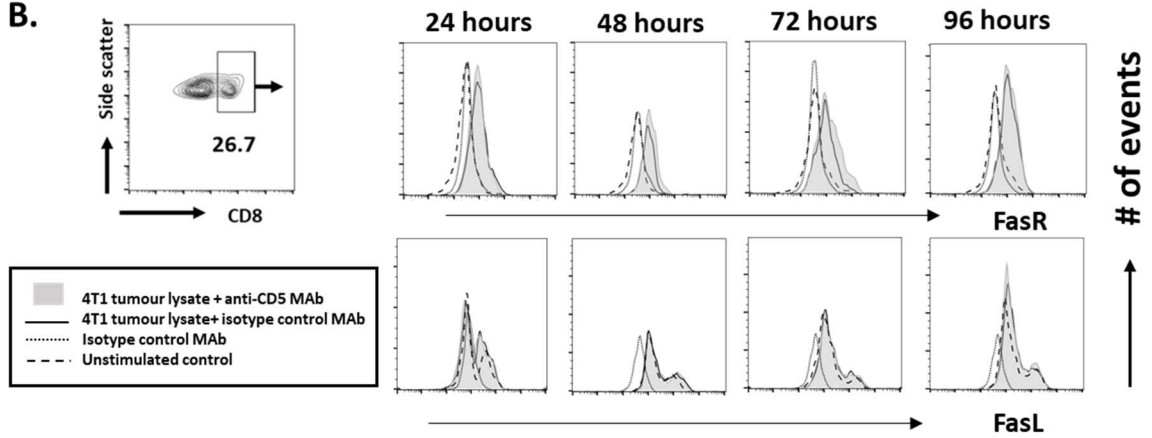 B.
24 hours
48 hours
72 hours
96 hours
Side scatter
26.7
CD8
# of events
FasR
4T1 tumour lysate + anti-CD5 MAb
4T1 tumour lysate+ isotype control MAb
Isotype control MAb
Unstimulated control
FasL